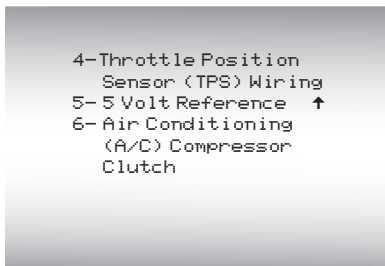 4-Throttle Position
Sensor (TPS) Wiring
5-5 Volt Reference ↑
6-Air Conditioning
(A/C) Compressor
Clutch